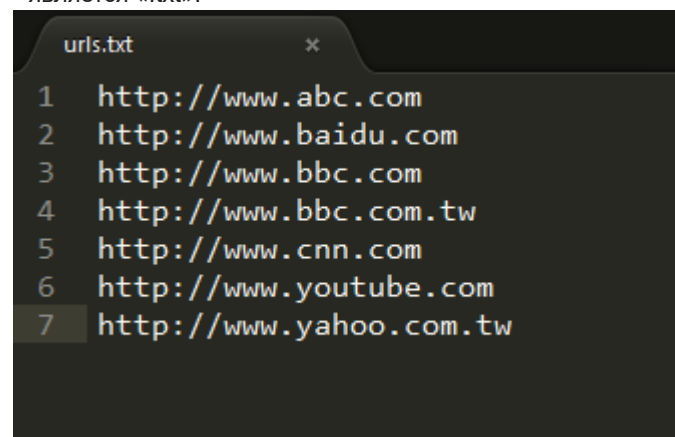 является «.txt».
urls.txt ×
1 http://www.abc.com
2 http://www.baidu.com
3 http://www.bbc.com
4 http://www.bbc.com.tw
5 http://www.cnn.com
6 http://www.youtube.com
7 http://www.yahoo.com.tw